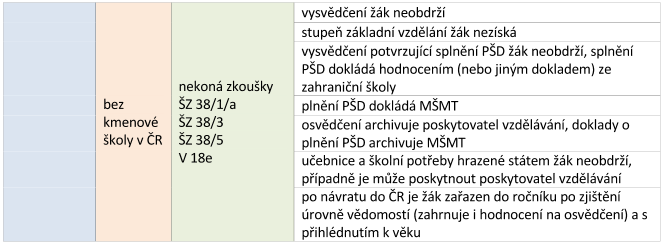 vysvědčení žák neobdrží
stupeň základní vzdělání žák nezíská
vysvědčení potvrzující splnění PŠD žák neobdrží, splnění
PŠD dokládá hodnocením (nebo jiným dokladem) ze
zahraniční školy
bez
kmenové
školy v ČR
nekoná zkoušky
ŠZ 38/1/a
ŠZ 38/3
ŠZ 38/5
V 18e
plnění PŠD dokládá MŠMT
osvědčení archivuje poskytovatel vzdělávání, doklady o
plnění PŠD archivuje MŠMT
učebnice a školní potřeby hrazené státem žák neobdrží,
případně je může poskytnout poskytovatel vzdělávání
po návratu do ČR je žák zařazen do ročníku po zjištění
úrovně vědomostí (zahrnuje i hodnocení na osvědčení) a s
přihlédnutím k věku